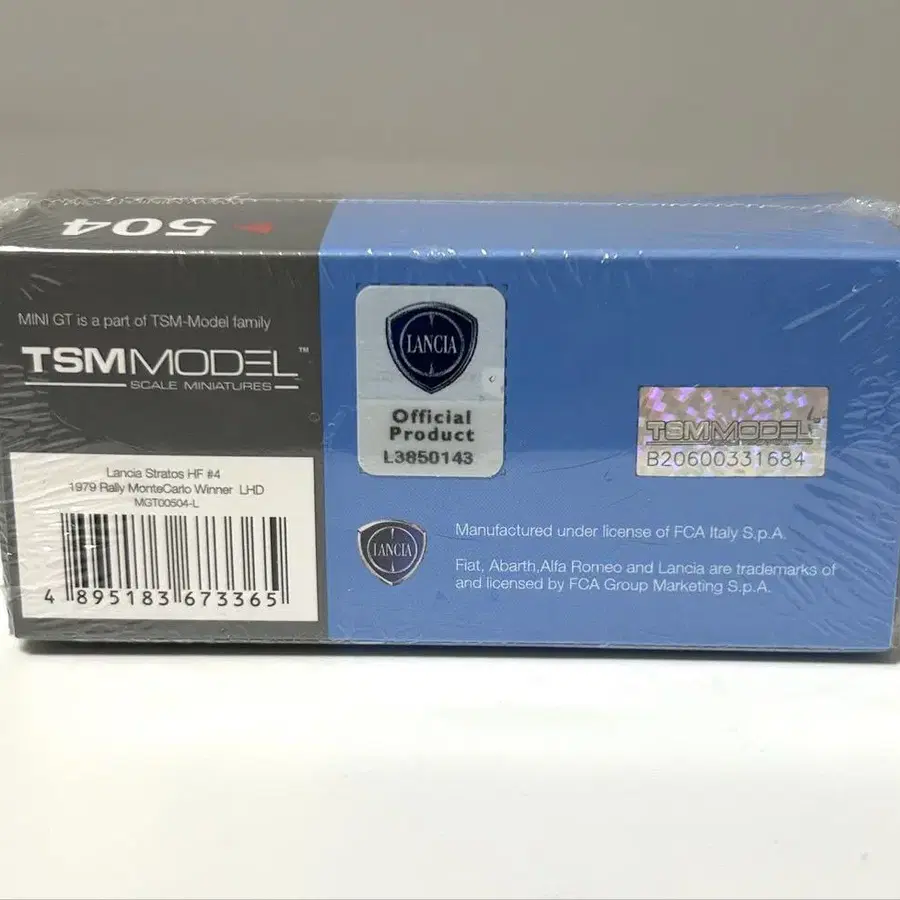 504
MINI GT is a part of TSM-Model family
TSMMODEL™
SCALE MINIATURES
Lancia Stratos HF #4
1979 Rally MonteCarlo Winner LHD
MGT00504-L
4 895183 673365
LANCIA
Official
Product
L3850143
TSMMODEL
B20600331684
LANCIA
Manufactured under license of FCA Italy S.p.A.
Fiat, Abarth,Alfa Romeo and Lancia are trademarks of
and licensed by FCA Group Marketing S.p.A.